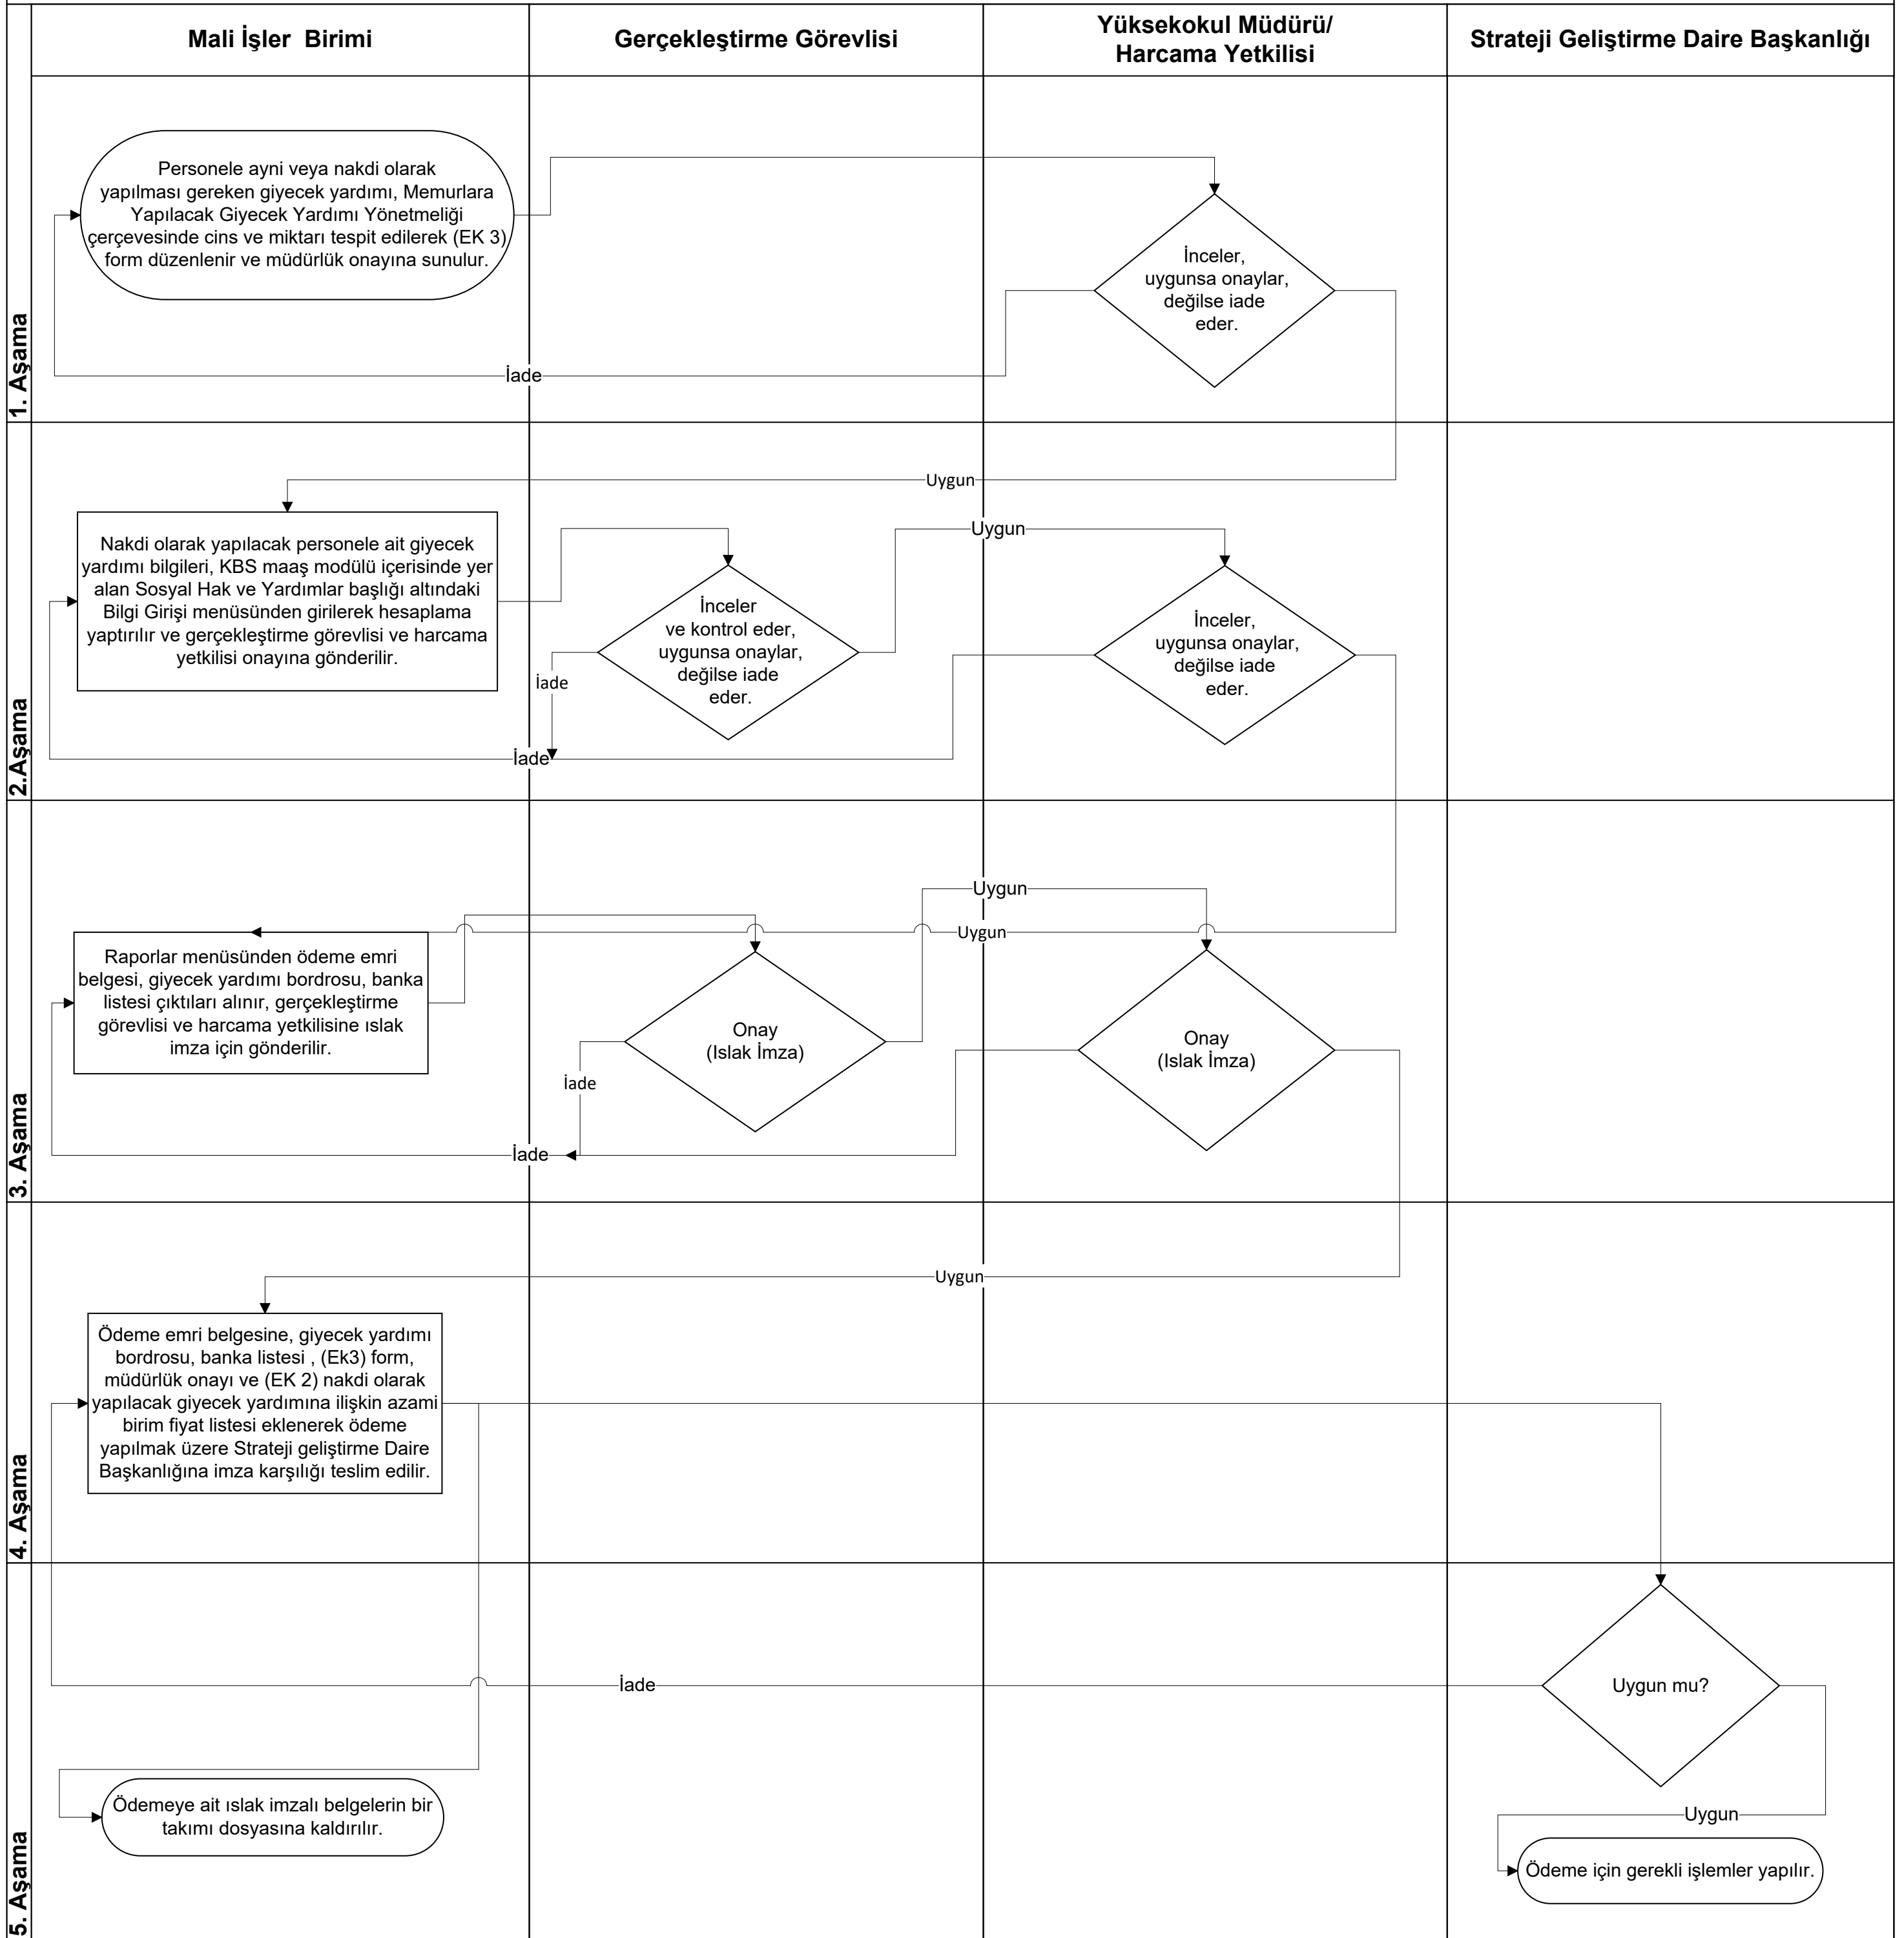 Mali İşler  Birimi
Gerçekleştirme Görevlisi
Yüksekokul Müdürü/
Harcama Yetkilisi
Strateji Geliştirme Daire Başkanlığı
1. Aşama
Personele ayni veya nakdi olarak
yapılması gereken giyecek yardımı, Memurlara
Yapılacak Giyecek Yardımı Yönetmeliği
çerçevesinde cins ve miktarı tespit edilerek (EK 3)
form düzenlenir ve müdürlük onayına sunulur.
İnceler,
uygunsa onaylar,
değilse iade
eder.
İade
2.Aşama
Uygun
Nakdi olarak yapılacak personele ait giyecek
yardımı bilgileri, KBS maaş modülü içerisinde yer
alan Sosyal Hak ve Yardımlar başlığı altındaki
Bilgi Girişi menüsünden girilerek hesaplama
yaptırılır ve gerçekleştirme görevlisi ve harcama
yetkilisi onayına gönderilir.
İnceler
ve kontrol eder,
uygunsa onaylar,
değilse iade
eder.
Uygun
İnceler,
uygunsa onaylar,
değilse iade
eder.
İade
İade
3. Aşama
Uygun
Uygun
Raporlar menüsünden ödeme emri
belgesi, giyecek yardımı bordrosu, banka
listesi çıktıları alınır, gerçekleştirme
görevlisi ve harcama yetkilisine ıslak
imza için gönderilir.
Onay
(Islak İmza)
Onay
(Islak İmza)
İade
İade
4. Aşama
Uygun
Ödeme emri belgesine, giyecek yardımı
bordrosu, banka listesi , (Ek3) form,
müdürlük onayı ve (EK 2) nakdi olarak
yapılacak giyecek yardımına ilişkin azami
birim fiyat listesi eklenerek ödeme
yapılmak üzere Strateji geliştirme Daire
Başkanlığına imza karşılığı teslim edilir.
5. Aşama
İade
Uygun mu?
Ödemeye ait ıslak imzalı belgelerin bir
takımı dosyasına kaldırılır.
Uygun
Ödeme için gerekli işlemler yapılır.